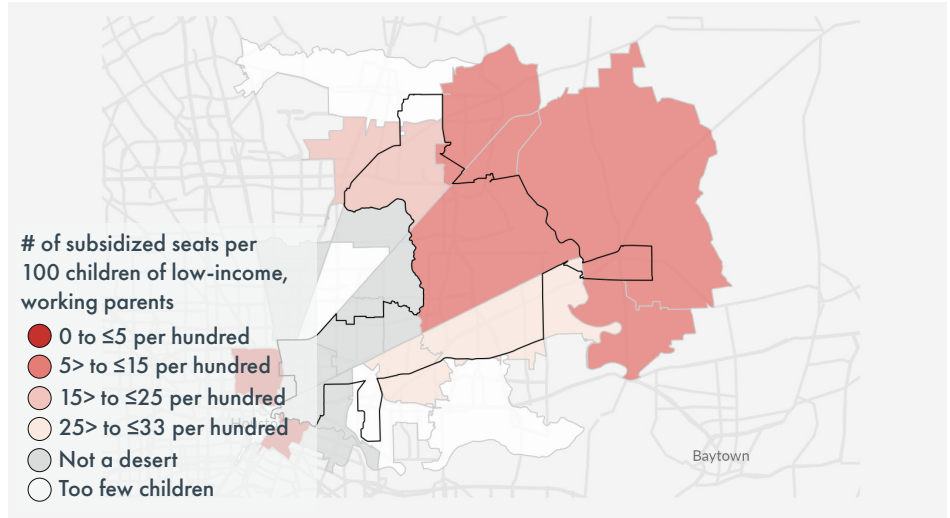 # of subsidized seats per
100 children of low-income,
working parents
0 to ≤5 per hundred
5> to ≤15 per hundred
15> to ≤25 per hundred
25> to ≤33 per hundred
Not a desert
Too few children
Baytown